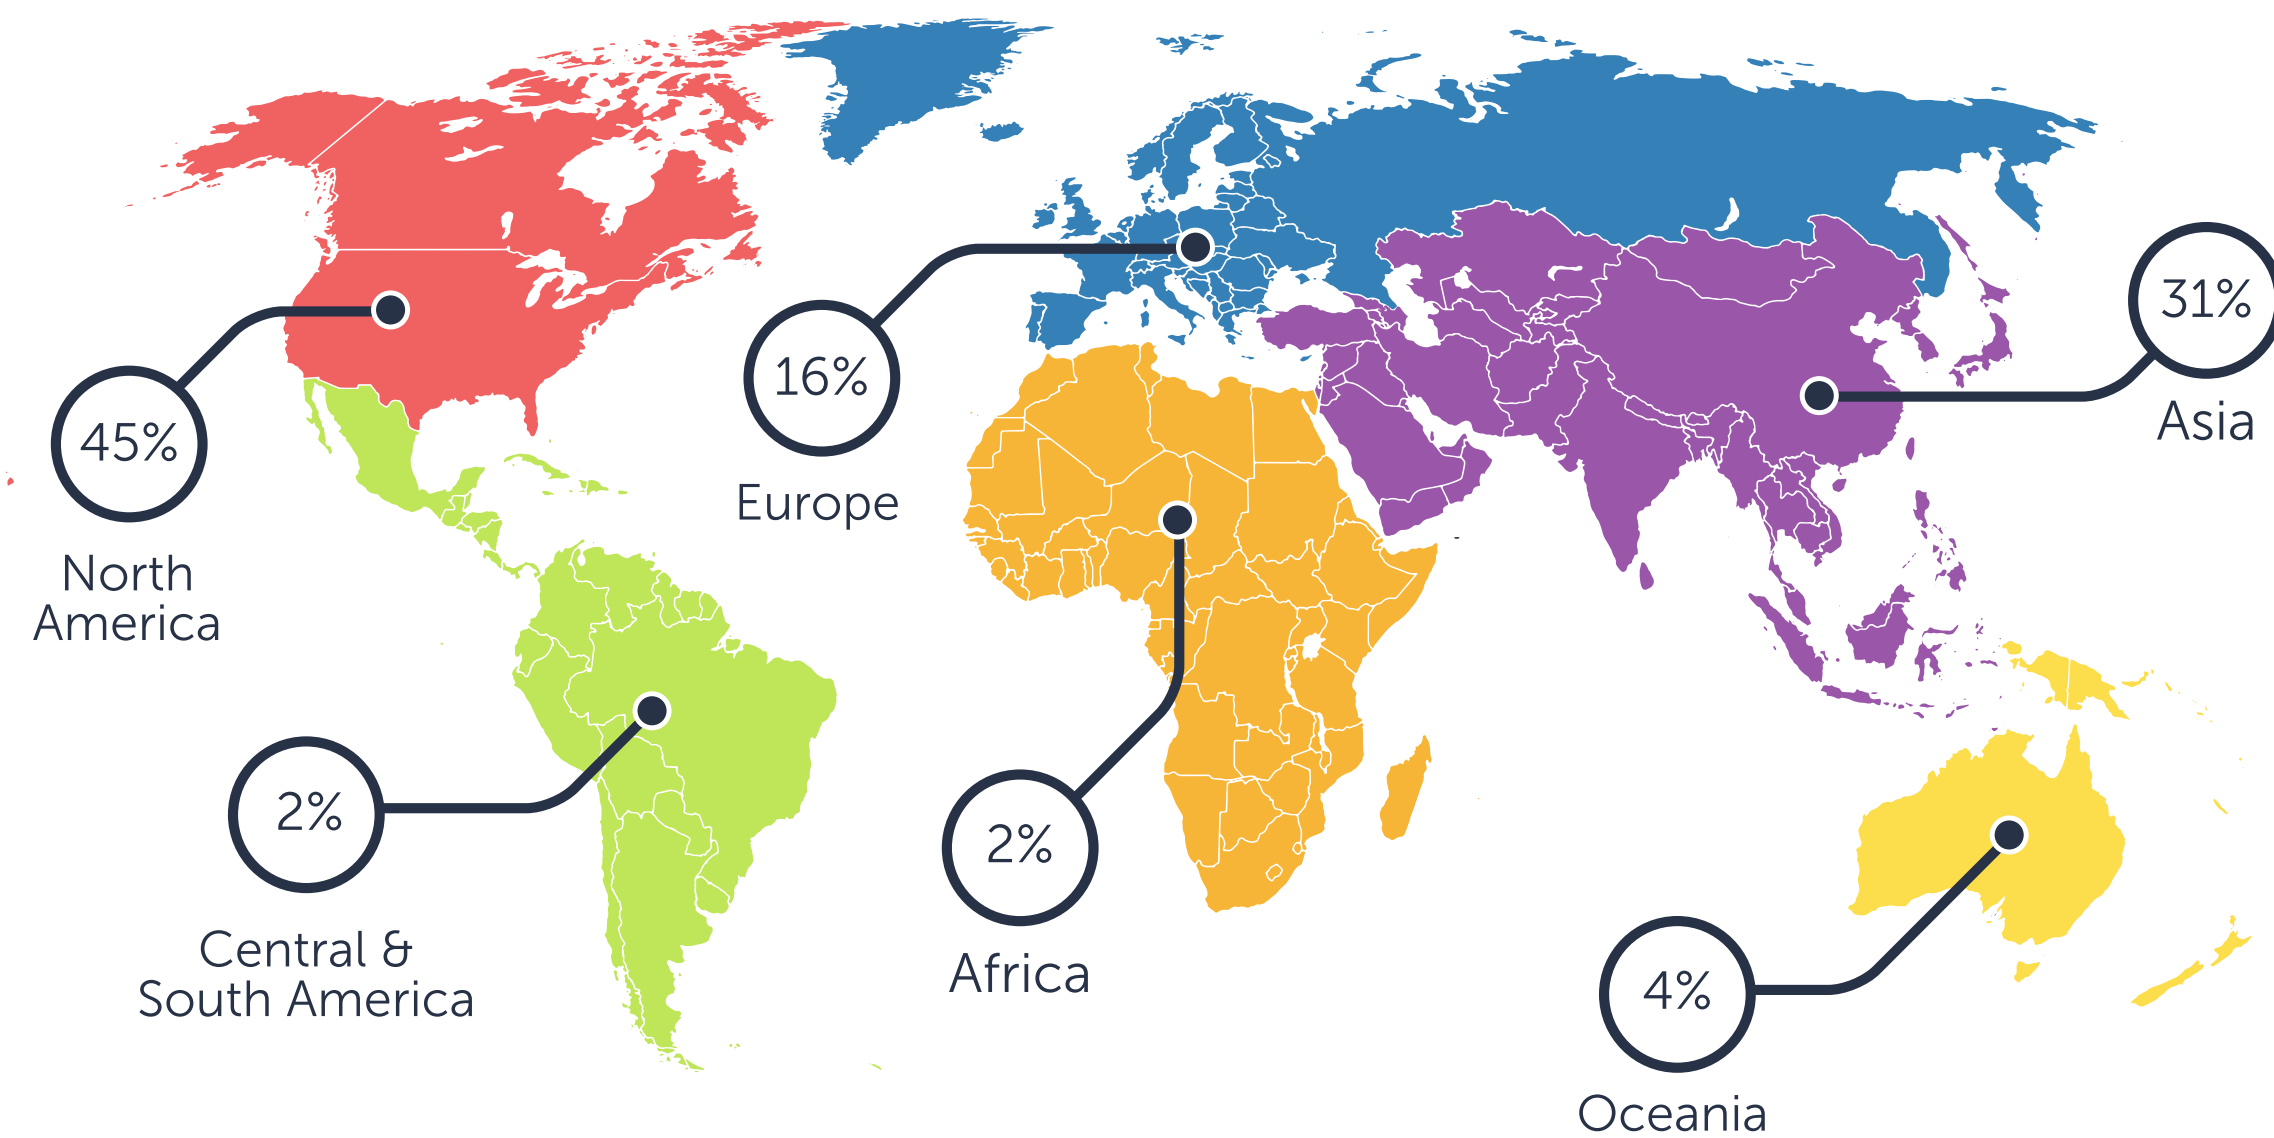 45%
North
America
16%
Europe
31%
Asia
2%
Central &
South America
2%
Africa
4%
Oceania